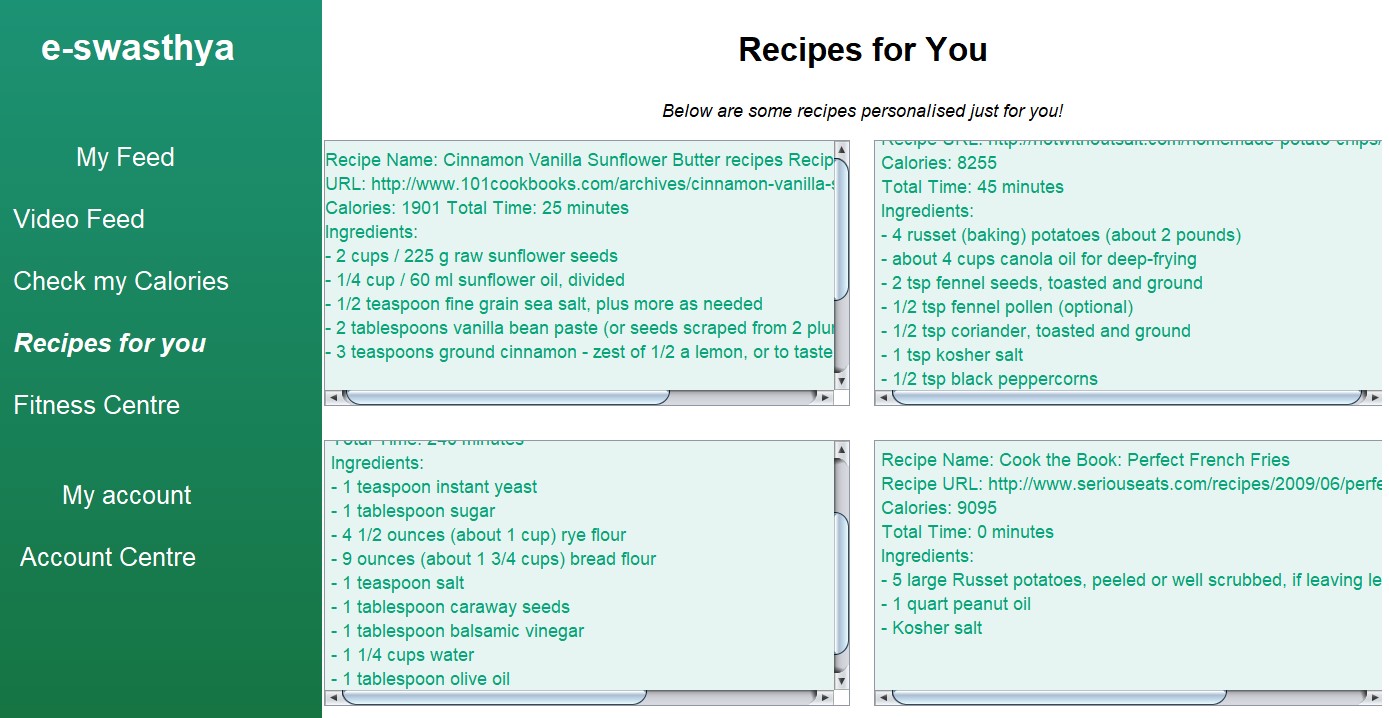 e-swasthya
My Feed
Video Feed
Check my Calories
Recipes for you
Fitness Centre
My account
Account Centre
Recipes for You
Below are some recipes personalised just for you!
Recipe Name: Cinnamon Vanilla Sunflower Butter recipes Recip
URL: http://www.101cookbooks.com/archives/cinnamon-vanilla-s
Calories: 1901 Total Time: 25 minutes
Ingredients:
- 2 cups / 225 g raw sunflower seeds
- 1/4 cup / 60 ml sunflower oil, divided
- 1/2 teaspoon fine grain sea salt, plus more as needed
- 2 tablespoons vanilla bean paste (or seeds scraped from 2 plu
- 3 teaspoons ground cinnamon - zest of 1/2 a lemon, or to taste
Recipe URL: http://notwithoutsalt.com/homemade-potato-chips/
Calories: 8255
Total Time: 45 minutes
Ingredients:
- 4 russet (baking) potatoes (about 2 pounds)
- about 4 cups canola oil for deep-frying
- 2 tsp fennel seeds, toasted and ground
- 1/2 tsp fennel pollen (optional)
- 1/2 tsp coriander, toasted and ground
- 1 tsp kosher salt
- 1/2 tsp black peppercorns
Total Time: 240 minutes
Ingredients:
- 1 teaspoon instant yeast
- 1 tablespoon sugar
- 4 1/2 ounces (about 1 cup) rye flour
- 9 ounces (about 1 3/4 cups) bread flour
- 1 teaspoon salt
- 1 tablespoon caraway seeds
- 1 tablespoon balsamic vinegar
- 1 1/4 cups water
- 1 tablespoon olive oil
Recipe Name: Cook the Book: Perfect French Fries
Recipe URL: http://www.seriouseats.com/recipes/2009/06/perfe
Calories: 9095
Total Time: 0 minutes
Ingredients:
- 5 large Russet potatoes, peeled or well scrubbed, if leaving le
- 1 quart peanut oil
- Kosher salt